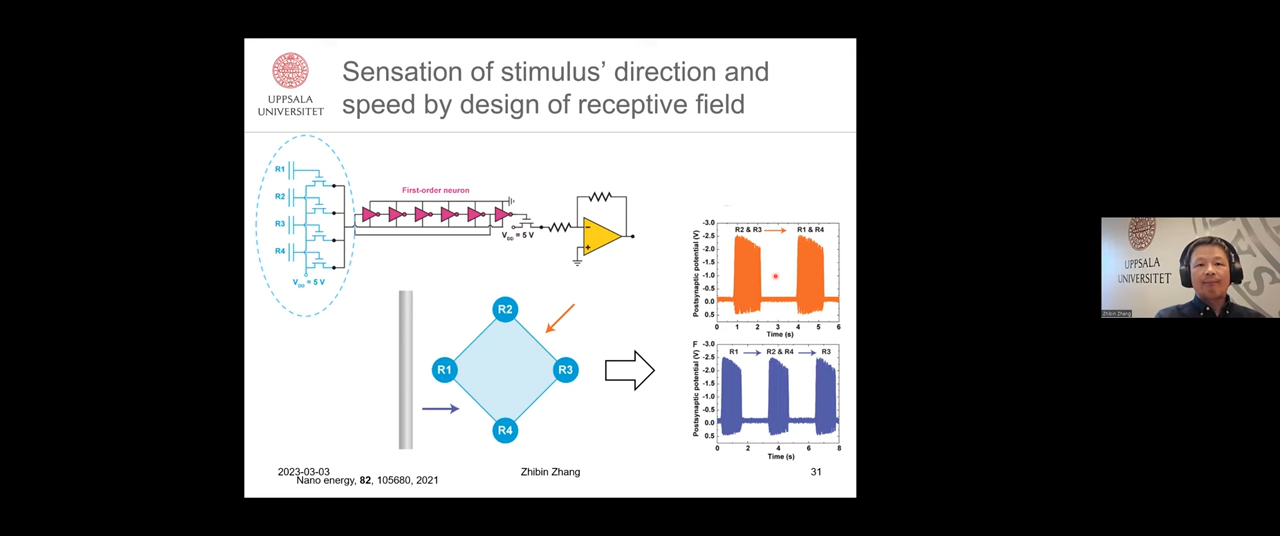 UPPSALA
UNIVERSITET
Sensation of stimulus’ direction and
speed by design of receptive field
R1
R2
R3
R4
V_DD = 5 V
First-order neuron
V_DD = 5 V
R2
R1
R3
R4
-3.0
-2.5
-2.0
-1.5
-1.0
-0.5
0.0
0.5
Postsynaptic potential (V)
R2 & R3 → R1 & R4
0 1 2 3 4 5 6
Time (s)
F
-3.0
-2.5
-2.0
-1.5
-1.0
-0.5
0.0
0.5
Postsynaptic potential (V)
R1 → R2 & R4 → R3
0 2 4 6 8
Time (s)
2023-03-03
Zhibin Zhang
31
Nano energy, 82, 105680, 2021
UPPSALA
UNIVERSITET
Zhibin Zhang